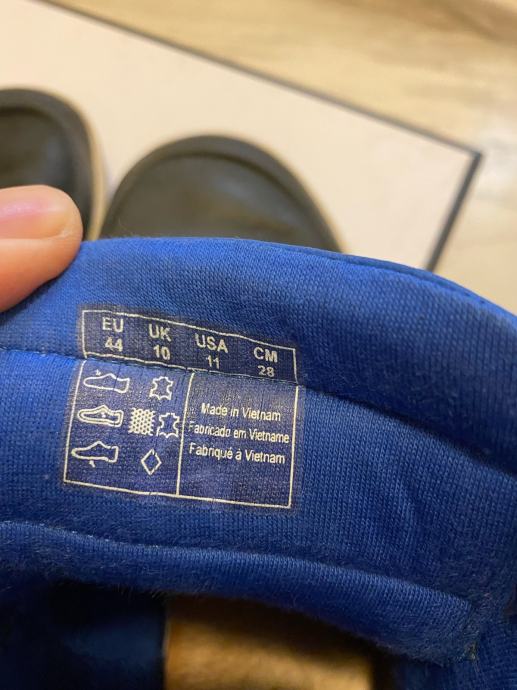 EU UK USA CM
44 10 11 28
Made in Vietnam
Fabricado em Vietname
Fabriqué à Vietnam